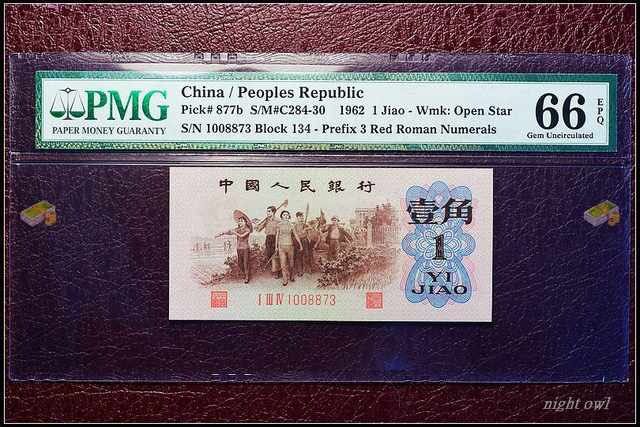 PMG
PAPER MONEY GUARANTY
China / Peoples Republic
Pick# 877b S/M#C284-30 1962 1 Jiao - Wmk: Open Star
S/N 1008873 Block 134 - Prefix 3 Red Roman Numerals
66 EPQ
Gem Uncirculated
中國人民銀行
壹角
1
YI
JIAO
I III IV 1008873
night owl